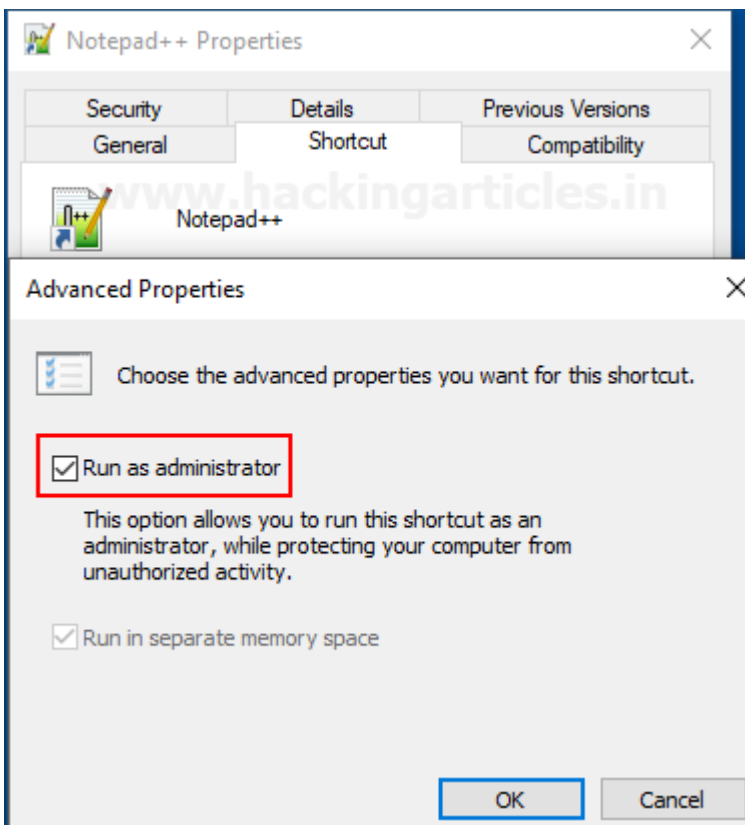 Notepad++ Properties
Security Details Previous Versions
General Shortcut Compatibility
www.hackingarticles.in
Notepad++
Advanced Properties
Choose the advanced properties you want for this shortcut.
Run as administrator
This option allows you to run this shortcut as an
administrator, while protecting your computer from
unauthorized activity.
Run in separate memory space
OK Cancel